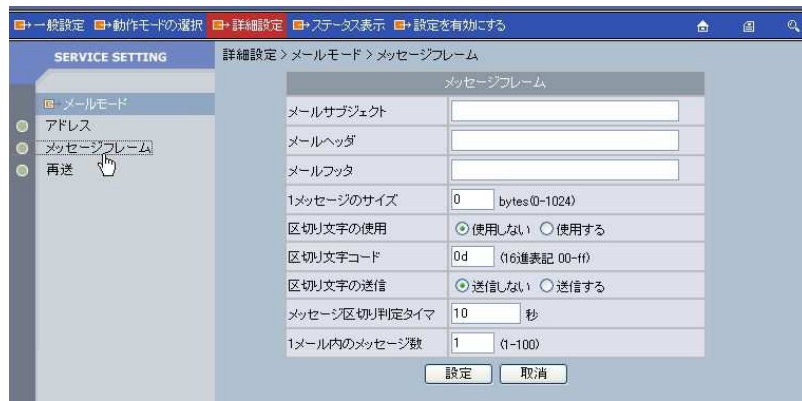 一般設定 動作モードの選択 詳細設定 ステータス表示 設定を有効にする
SERVICE SETTING
メールモード
アドレス
メッセージフレーム
再送
詳細設定 > メールモード > メッセージフレーム
メッセージフレーム
メールサブジェクト
メールヘッダ
メールフッタ
1メッセージのサイズ 0 bytes(0-1024)
区切り文字の使用 使用しない 使用する
区切り文字コード 0d (16進表記 00-ff)
区切り文字の送信 送信しない 送信する
メッセージ区切り判定タイマ 10 秒
1メール内のメッセージ数 1 (1-100)
設定 取消